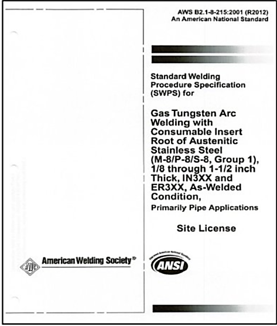 AWS B2.1-8-215:2001 (R2012)
An American National Standard
Standard Welding
Procedure Specification
(SWPS) for
Gas Tungsten Arc
Welding with
Consumable Insert
Root of Austenitic
Stainless Steel
(M-8/P-8/S-8, Group 1),
1/8 through 1-1/2 inch
Thick, IN3XX and
ER3XX, As-Welded
Condition,
Primarily Pipe Applications
Site License
American Welding Society®
ANSI